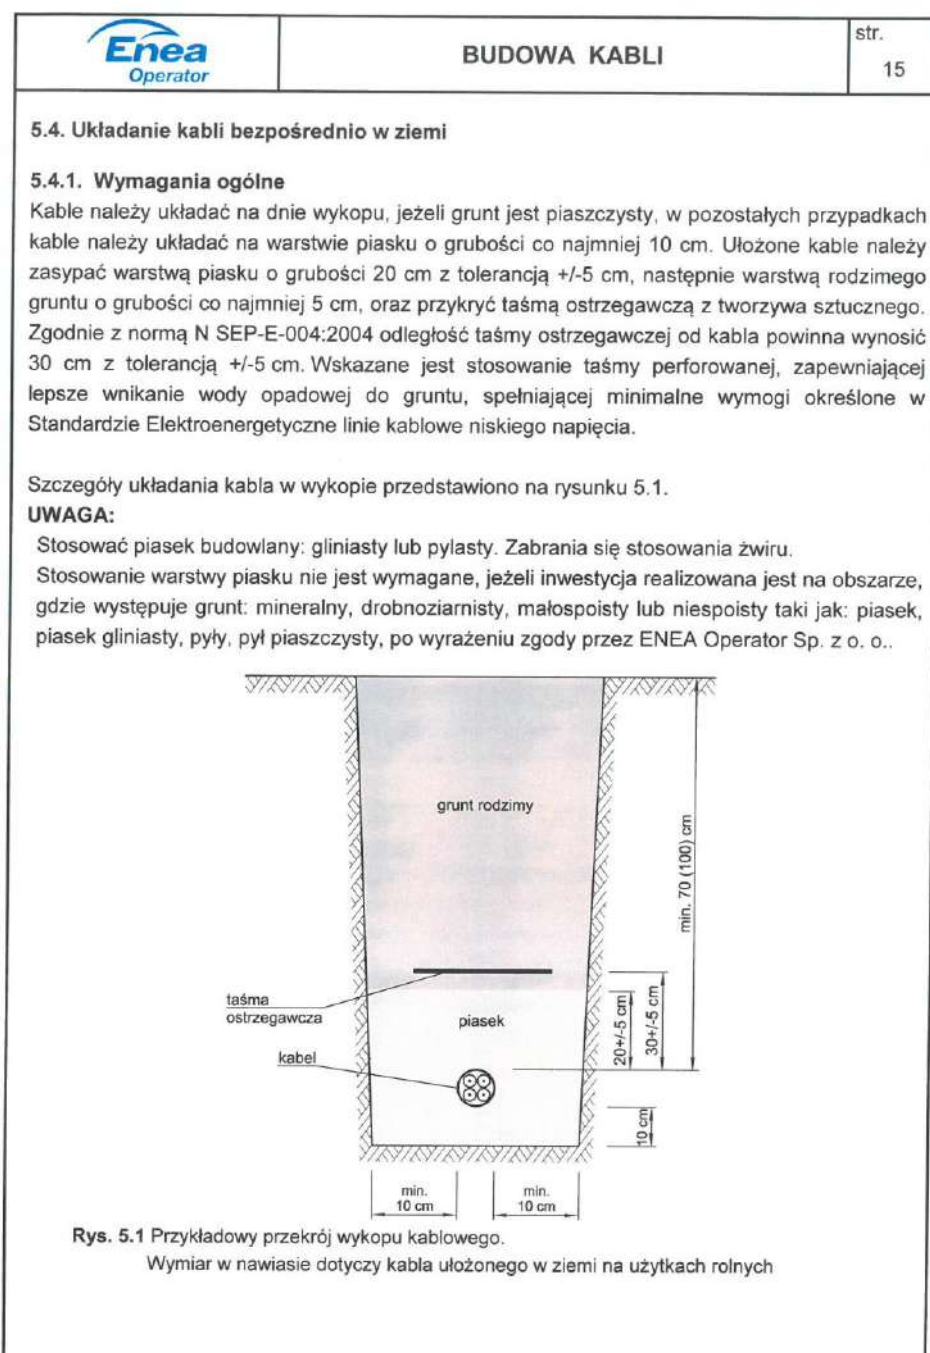 Enea
Operator
BUDOWA KABLI
str.
15
5.4. Układanie kabli bezpośrednio w ziemi
5.4.1. Wymagania ogólne
Kable należy układać na dnie wykopu, jeżeli grunt jest piaszczysty, w pozostałych przypadkach
kable należy układać na warstwie piasku o grubości co najmniej 10 cm. Ułożone kable należy
zasypać warstwą piasku o grubości 20 cm z tolerancją +/-5 cm, następnie warstwą rodzimego
gruntu o grubości co najmniej 5 cm, oraz przykryć taśmą ostrzegawczą z tworzywa sztucznego.
Zgodnie z normą N SEP-E-004:2004 odległość taśmy ostrzegawczej od kabla powinna wynosić
30 cm z tolerancją +/-5 cm. Wskazane jest stosowanie taśmy perforowanej, zapewniającej
lepsze wnikanie wody opadowej do gruntu, spełniającej minimalne wymogi określone w
Standardzie Elektroenergetyczne linie kablowe niskiego napięcia.
Szczegóły układania kabla w wykopie przedstawiono na rysunku 5.1.
UWAGA:
Stosować piasek budowlany: gliniasty lub pylasty. Zabrania się stosowania żwiru.
Stosowanie warstwy piasku nie jest wymagane, jeżeli inwestycja realizowana jest na obszarze,
gdzie występuje grunt: mineralny, drobnoziarnisty, małospoisty lub niespoisty taki jak: piasek,
piasek gliniasty, pyły, pył piaszczysty, po wyrażeniu zgody przez ENEA Operator Sp. z o. o..
grunt rodzimy
min. 70 (100) cm
taśma
ostrzegawcza
piasek
20+/-5 cm
30+/-5 cm
kabel
10 cm
min.
10 cm
min.
10 cm
Rys. 5.1 Przykładowy przekrój wykopu kablowego.
Wymiar w nawiasie dotyczy kabla ułożonego w ziemi na użytkach rolnych